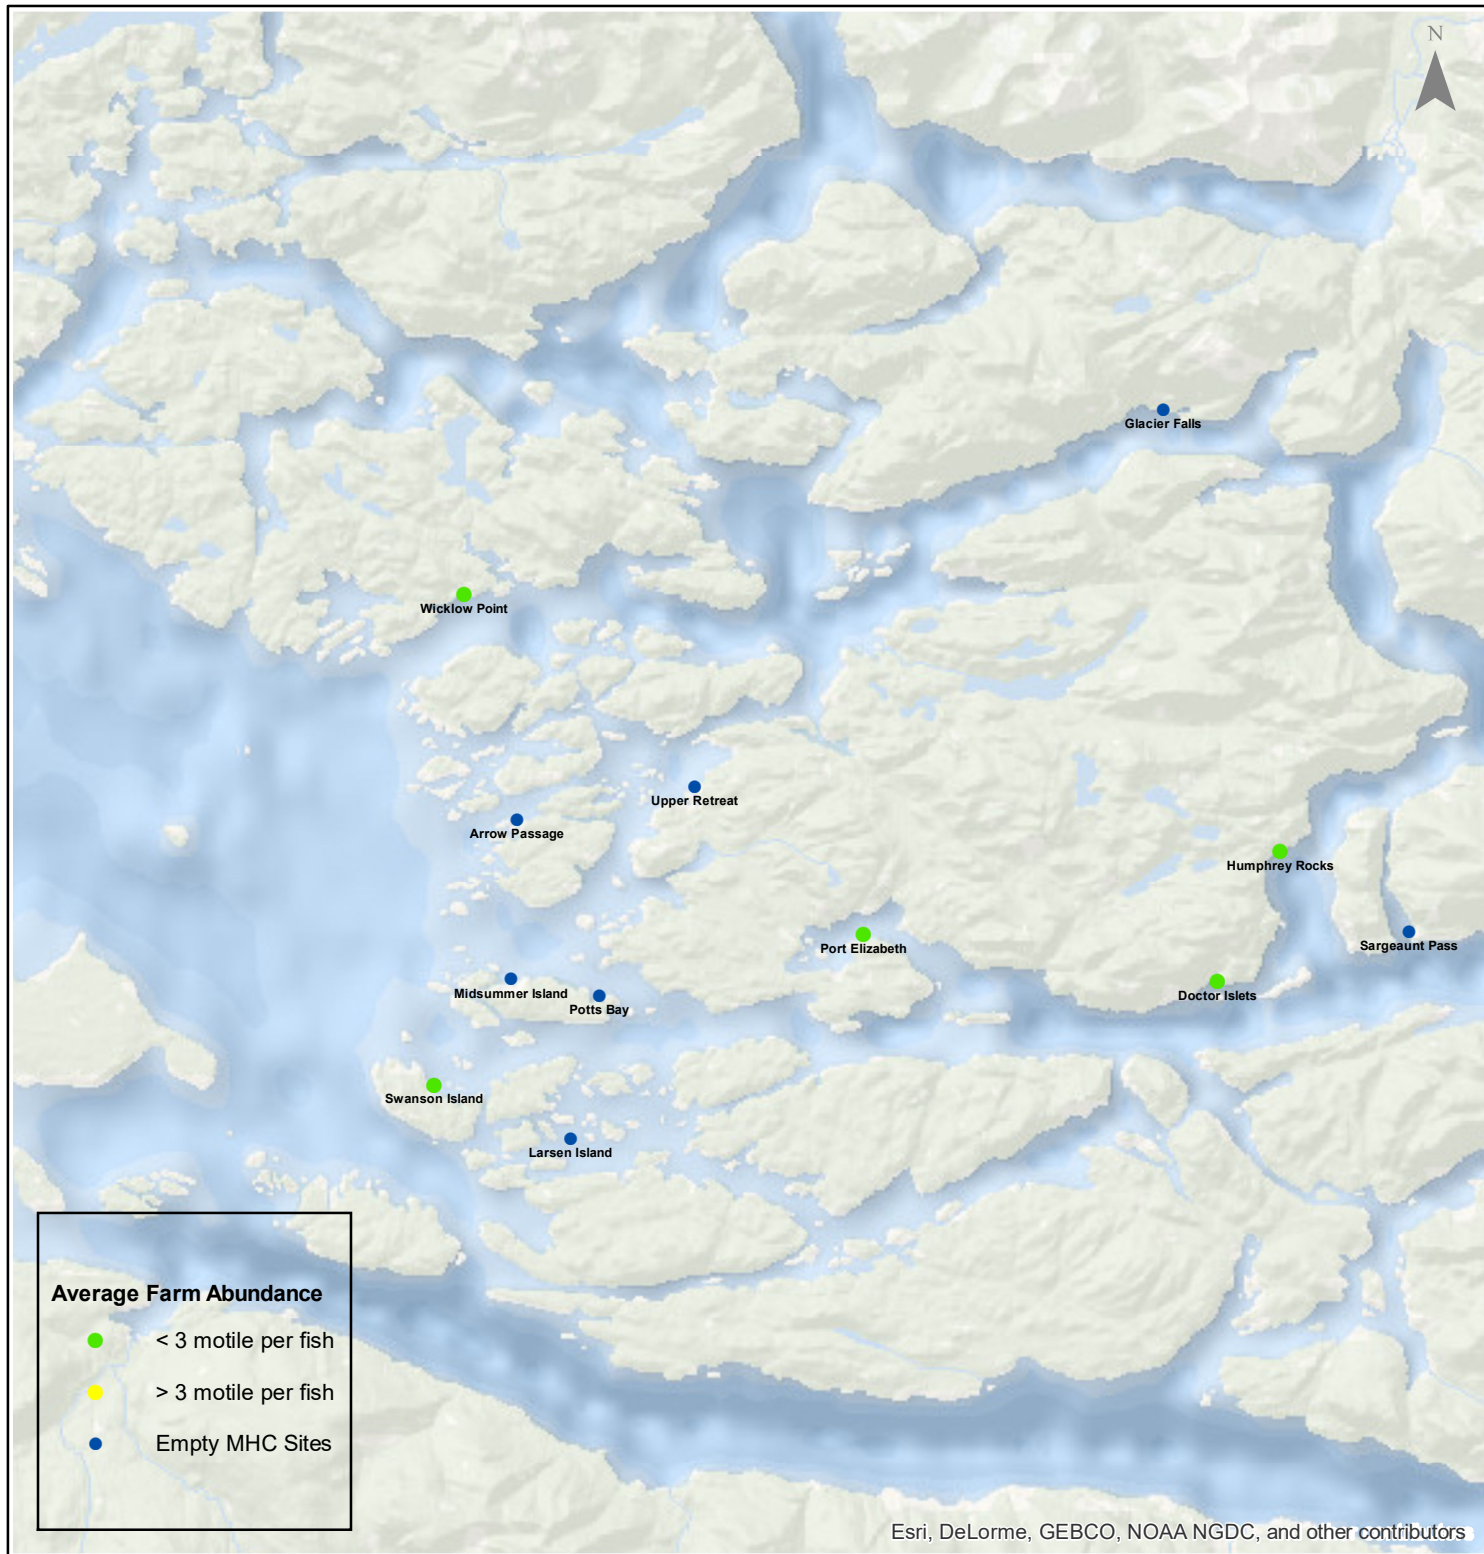 N
Glacier Falls
Wicklow Point
Upper Retreat
Arrow Passage
Humphrey Rocks
Port Elizabeth
Sargeaunt Pass
Midsummer Island
Potts Bay
Doctor Islets
Swanson Island
Larsen Island
Average Farm Abundance
< 3 motile per fish
> 3 motile per fish
Empty MHC Sites
Esri, DeLorme, GEBCO, NOAA NGDC, and other contributors